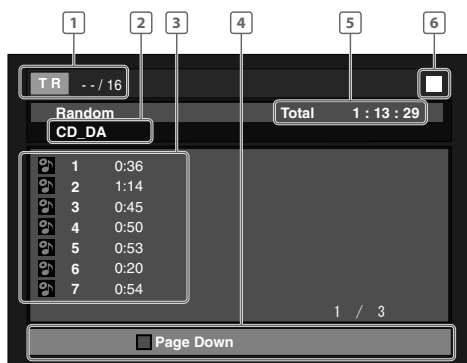 1 2 3 4 5 6
T R - - / 16
Random Total 1 : 13 : 29
CD_DA
1 0:36
2 1:14
3 0:45
4 0:50
5 0:53
6 0:20
7 0:54
1 / 3
Page Down